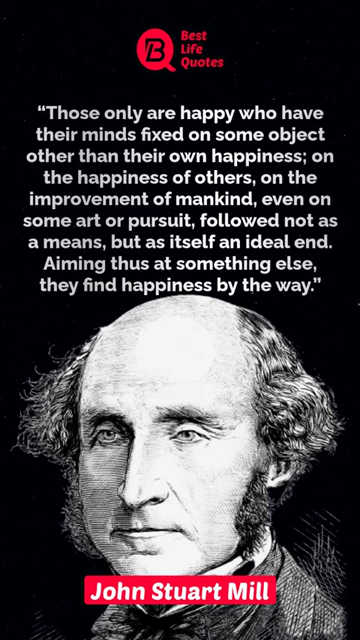 Best
Life
Quotes
“Those only are happy who have
their minds fixed on some object
other than their own happiness; on
the happiness of others, on the
improvement of mankind, even on
some art or pursuit, followed not as
a means, but as itself an ideal end.
Aiming thus at something else,
they find happiness by the way.”
John Stuart Mill